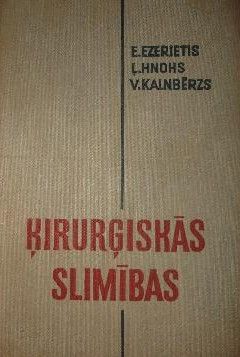 E. EZERIETIS
Ļ. HNOHS
V. KALNBĒRZS
ĶIRURĢISKĀS
SLIMĪBAS